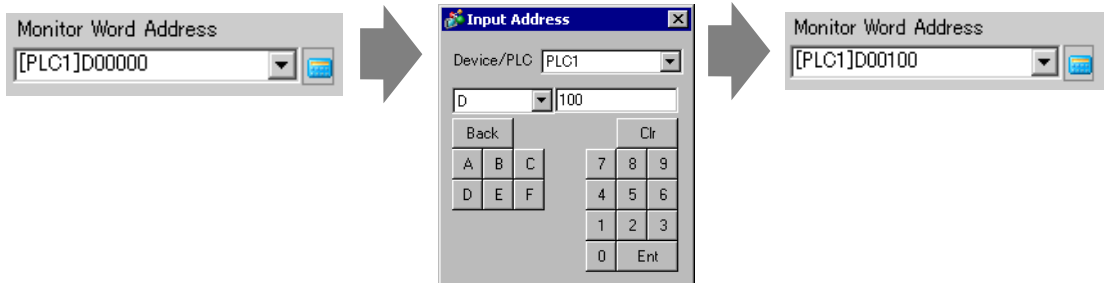 Monitor Word Address
[PLC1]D00000
Input Address
Device/PLC PLC1
D 100
Back Clr
A B C 7 8 9
D E F 4 5 6
1 2 3
0 Ent
Monitor Word Address
[PLC1]D00100